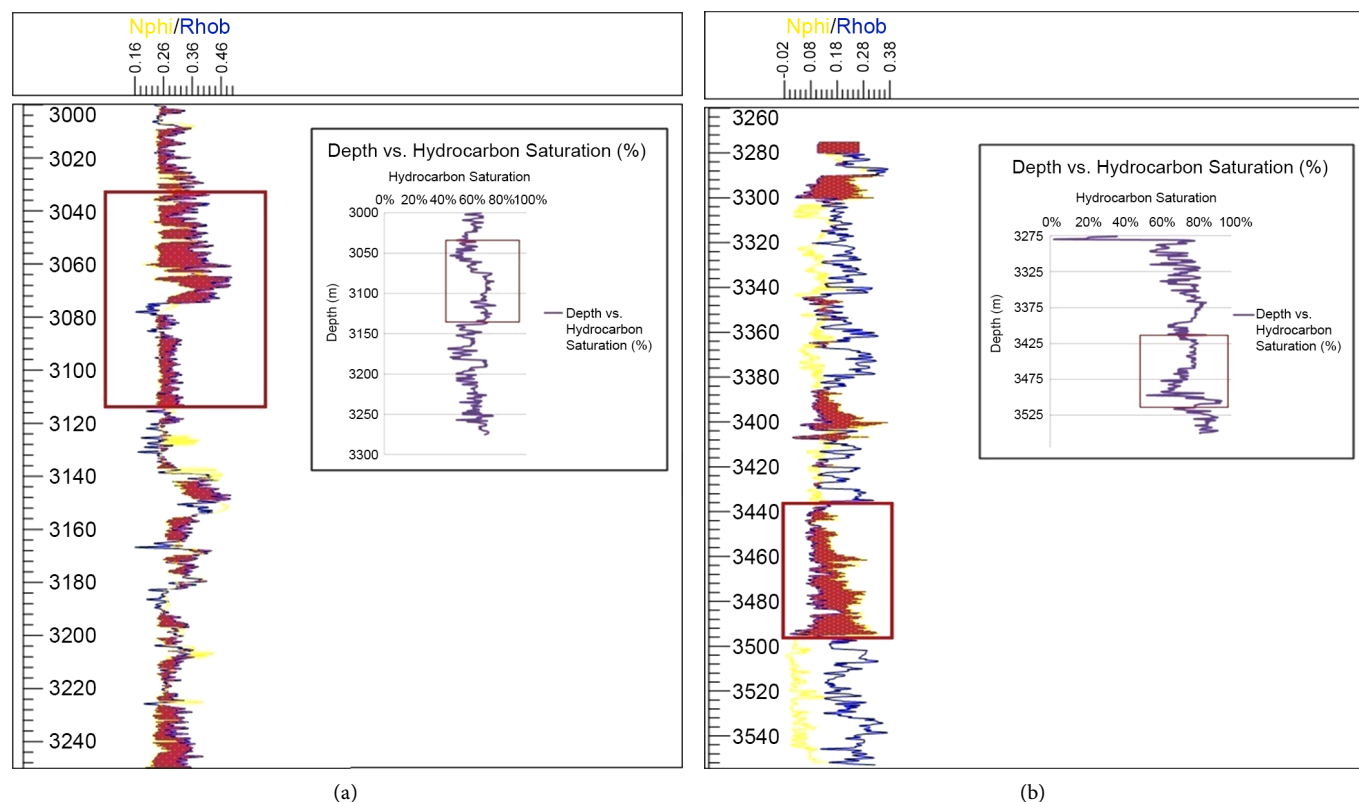 Nphi/Rhob
0.16 0.26 0.36 0.46
3000
3020
3040
3060
3080
3100
3120
3140
3160
3180
3200
3220
3240
Depth vs. Hydrocarbon Saturation (%)
Hydrocarbon Saturation
0% 20% 40% 60% 80% 100%
3000
3050
3100
3150
3200
3250
3300
Depth (m)
Depth vs.
Hydrocarbon
Saturation (%)
(a)
Nphi/Rhob
-0.02 0.08 0.18 0.28 0.38
3260
3280
3300
3320
3340
3360
3380
3400
3420
3440
3460
3480
3500
3520
3540
Depth vs. Hydrocarbon Saturation (%)
Hydrocarbon Saturation
0% 20% 40% 60% 80% 100%
3275
3325
3375
3425
3475
3525
Depth (m)
Depth vs.
Hydrocarbon
Saturation (%)
(b)